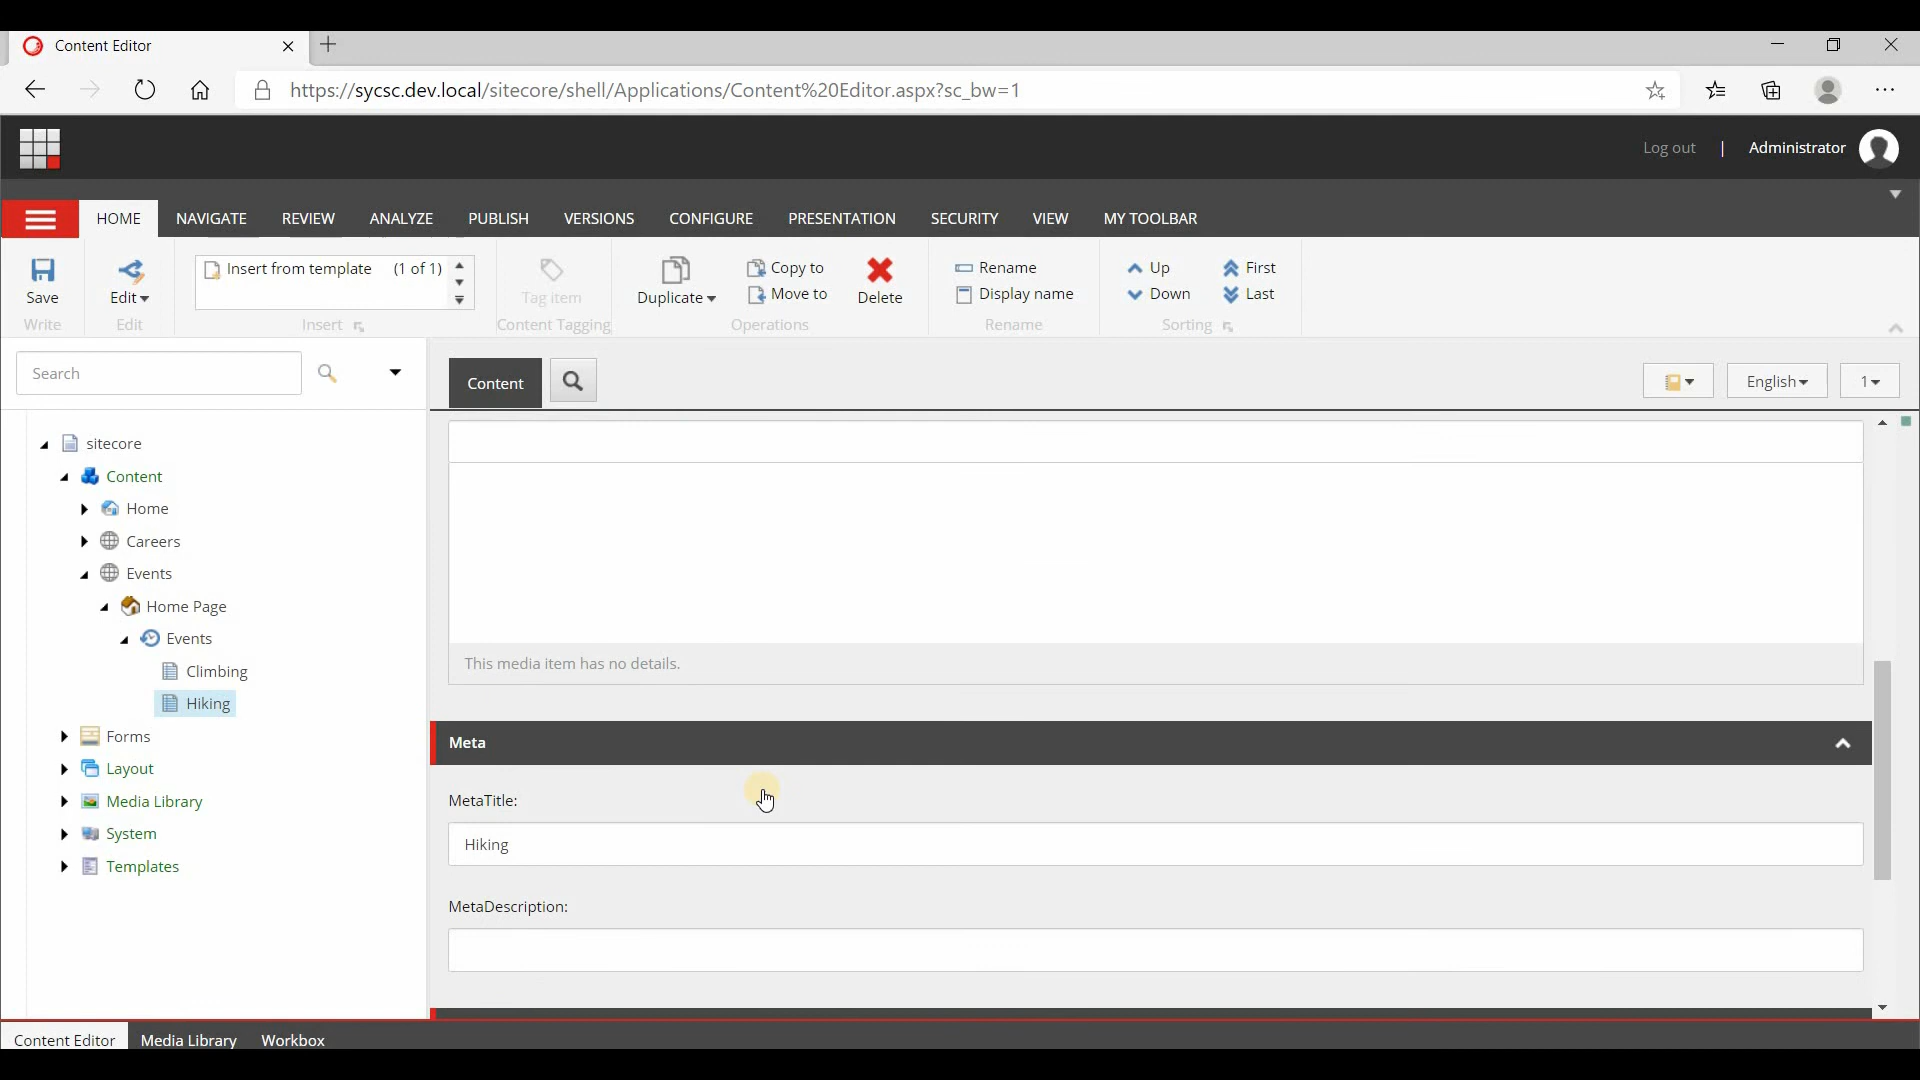 Content Editor
https://sycsc.dev.local/sitecore/shell/Applications/Content%20Editor.aspx?sc_bw=1
Log out | Administrator
HOME NAVIGATE REVIEW ANALYZE PUBLISH VERSIONS CONFIGURE PRESENTATION SECURITY VIEW MY TOOLBAR
Insert from template (1 of 1) Copy to Rename Up First
Save Edit Tag item Duplicate Move to Delete Display name Down Last
Write Edit Insert Content Tagging Operations Rename Sorting
Search
Content English 1
sitecore
Content
Home
Careers
Events
Home Page
Events
Climbing
Hiking
Forms
Layout
Media Library
System
Templates
This media item has no details.
Meta
MetaTitle:
Hiking
MetaDescription:
Content Editor Media Library Workbox